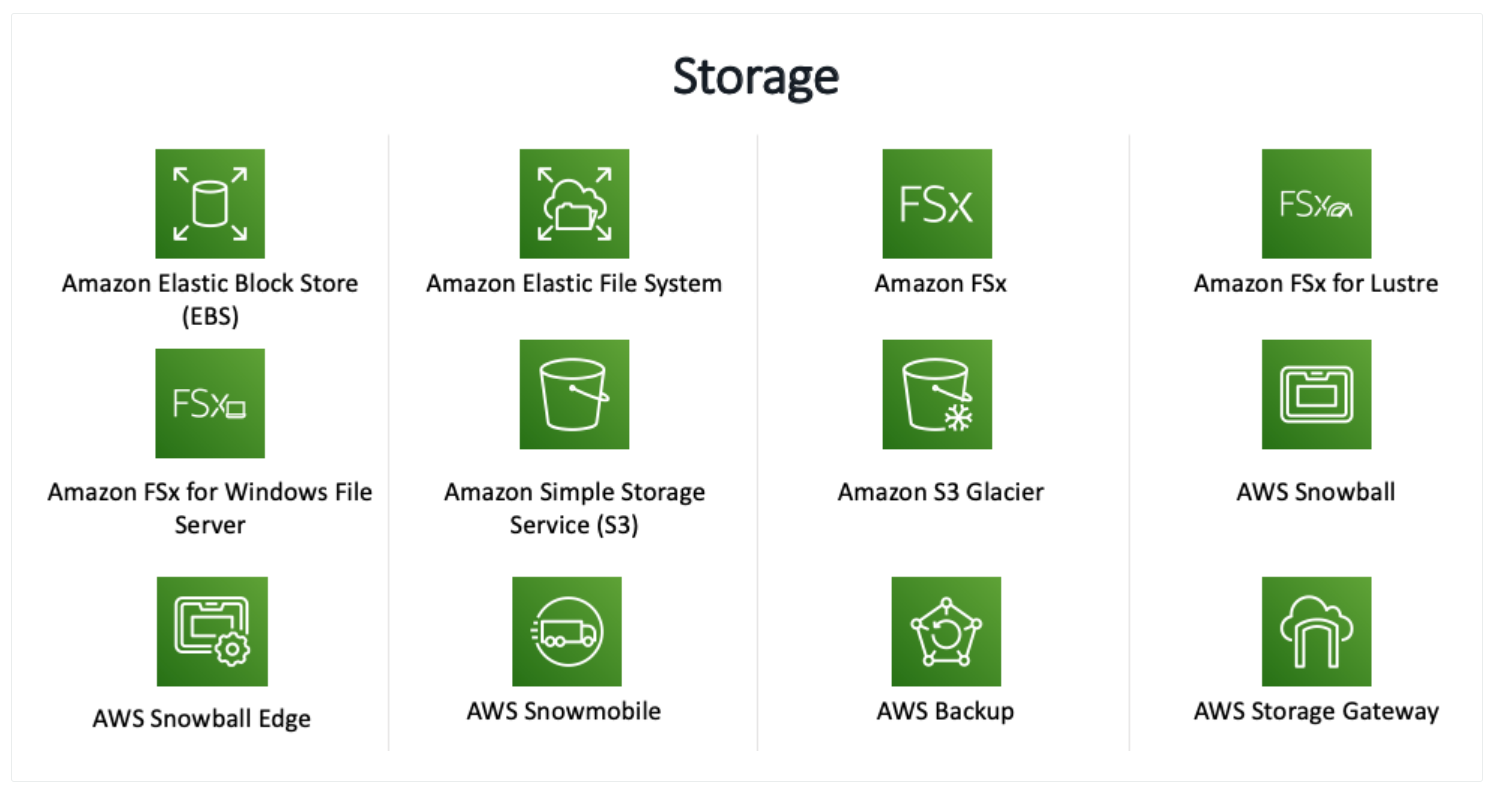 Storage
FSx
FSx
Amazon Elastic Block Store
(EBS)
Amazon Elastic File System
Amazon FSx
Amazon FSx for Lustre
FSx
Amazon FSx for Windows File
Server
Amazon Simple Storage
Service (S3)
Amazon S3 Glacier
AWS Snowball
AWS Snowball Edge
AWS Snowmobile
AWS Backup
AWS Storage Gateway